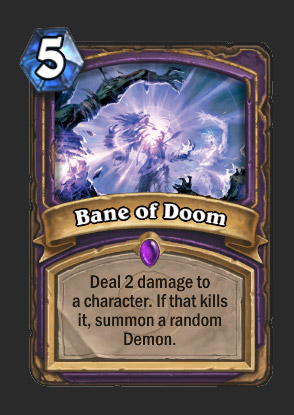 5
Bane of Doom
Deal 2 damage to
a character. If that kills
it, summon a random
Demon.